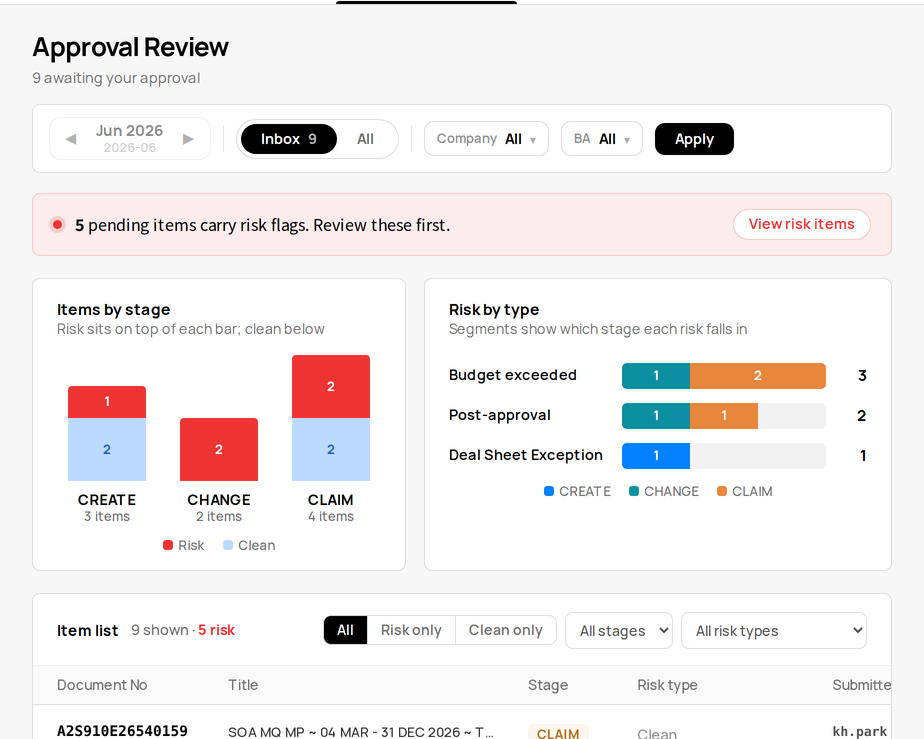 Approval Review
9 awaiting your approval
◀ Jun 2026 ▶
2026-06
Inbox 9 All
Company All ▾
BA All ▾
Apply
5 pending items carry risk flags. Review these first.
View risk items
Items by stage
Risk sits on top of each bar; clean below
1
2
2
2
2
CREATE
3 items
CHANGE
2 items
CLAIM
4 items
Risk
Clean
Risk by type
Segments show which stage each risk falls in
Budget exceeded 1 2 3
Post-approval 1 1 2
Deal Sheet Exception 1 1
CREATE CHANGE CLAIM
Item list 9 shown · 5 risk
All Risk only Clean only
All stages
All risk types
Document No Title Stage Risk type Submitte
A2S910E26540159 SOA MQ MP ~ 04 MAR - 31 DEC 2026 ~ T... CLAIM Clean kh.park